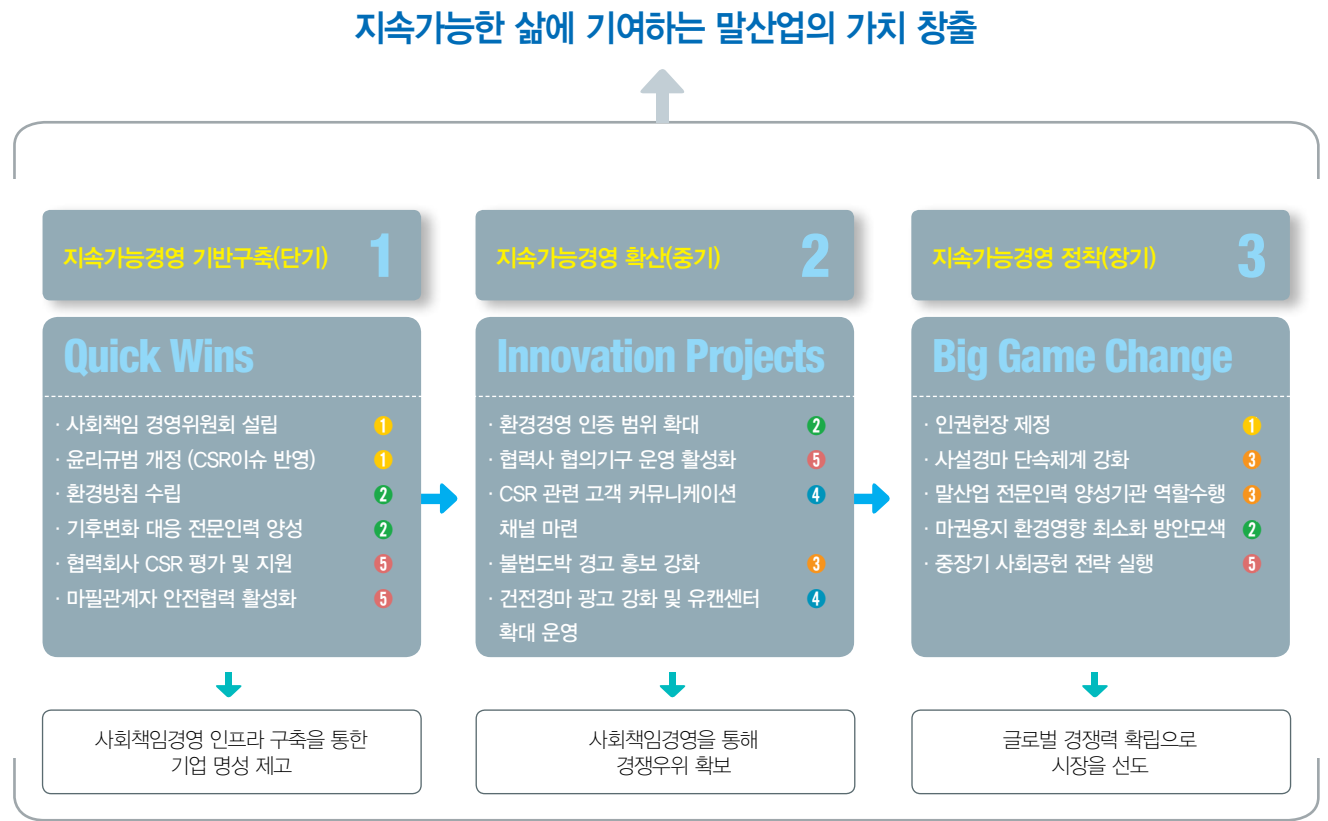 지속가능한 삶에 기여하는 말산업의 가치 창출
지속가능경영 기반구축(단기) 1
Quick Wins
· 사회책임 경영위원회 설립 1
· 윤리규범 개정 (CSR이슈 반영) 1
· 환경방침 수립 2
· 기후변화 대응 전문인력 양성 2
· 협력회사 CSR 평가 및 지원 5
· 마필관계자 안전협력 활성화 5
사회책임경영 인프라 구축을 통한
기업 명성 제고
지속가능경영 확산(중기) 2
Innovation Projects
· 환경경영 인증 범위 확대 2
· 협력사 협의기구 운영 활성화 5
· CSR 관련 고객 커뮤니케이션 4
채널 마련
· 불법도박 경고 홍보 강화 3
· 건전경마 광고 강화 및 유캔센터 4
확대 운영
사회책임경영을 통해
경쟁우위 확보
지속가능경영 정착(장기) 3
Big Game Change
· 인권헌장 제정 1
· 사설경마 단속체계 강화 3
· 말산업 전문인력 양성기관 역할수행 3
· 마권용지 환경영향 최소화 방안모색 2
· 중장기 사회공헌 전략 실행 5
글로벌 경쟁력 확립으로
시장을 선도